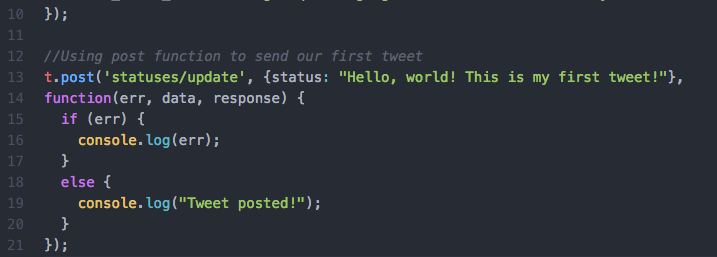 10 });
11
12 //Using post function to send our first tweet
13 t.post('statuses/update', {status: "Hello, world! This is my first tweet!"},
14 function(err, data, response) {
15   if (err) {
16     console.log(err);
17   }
18   else {
19     console.log("Tweet posted!");
20   }
21 });